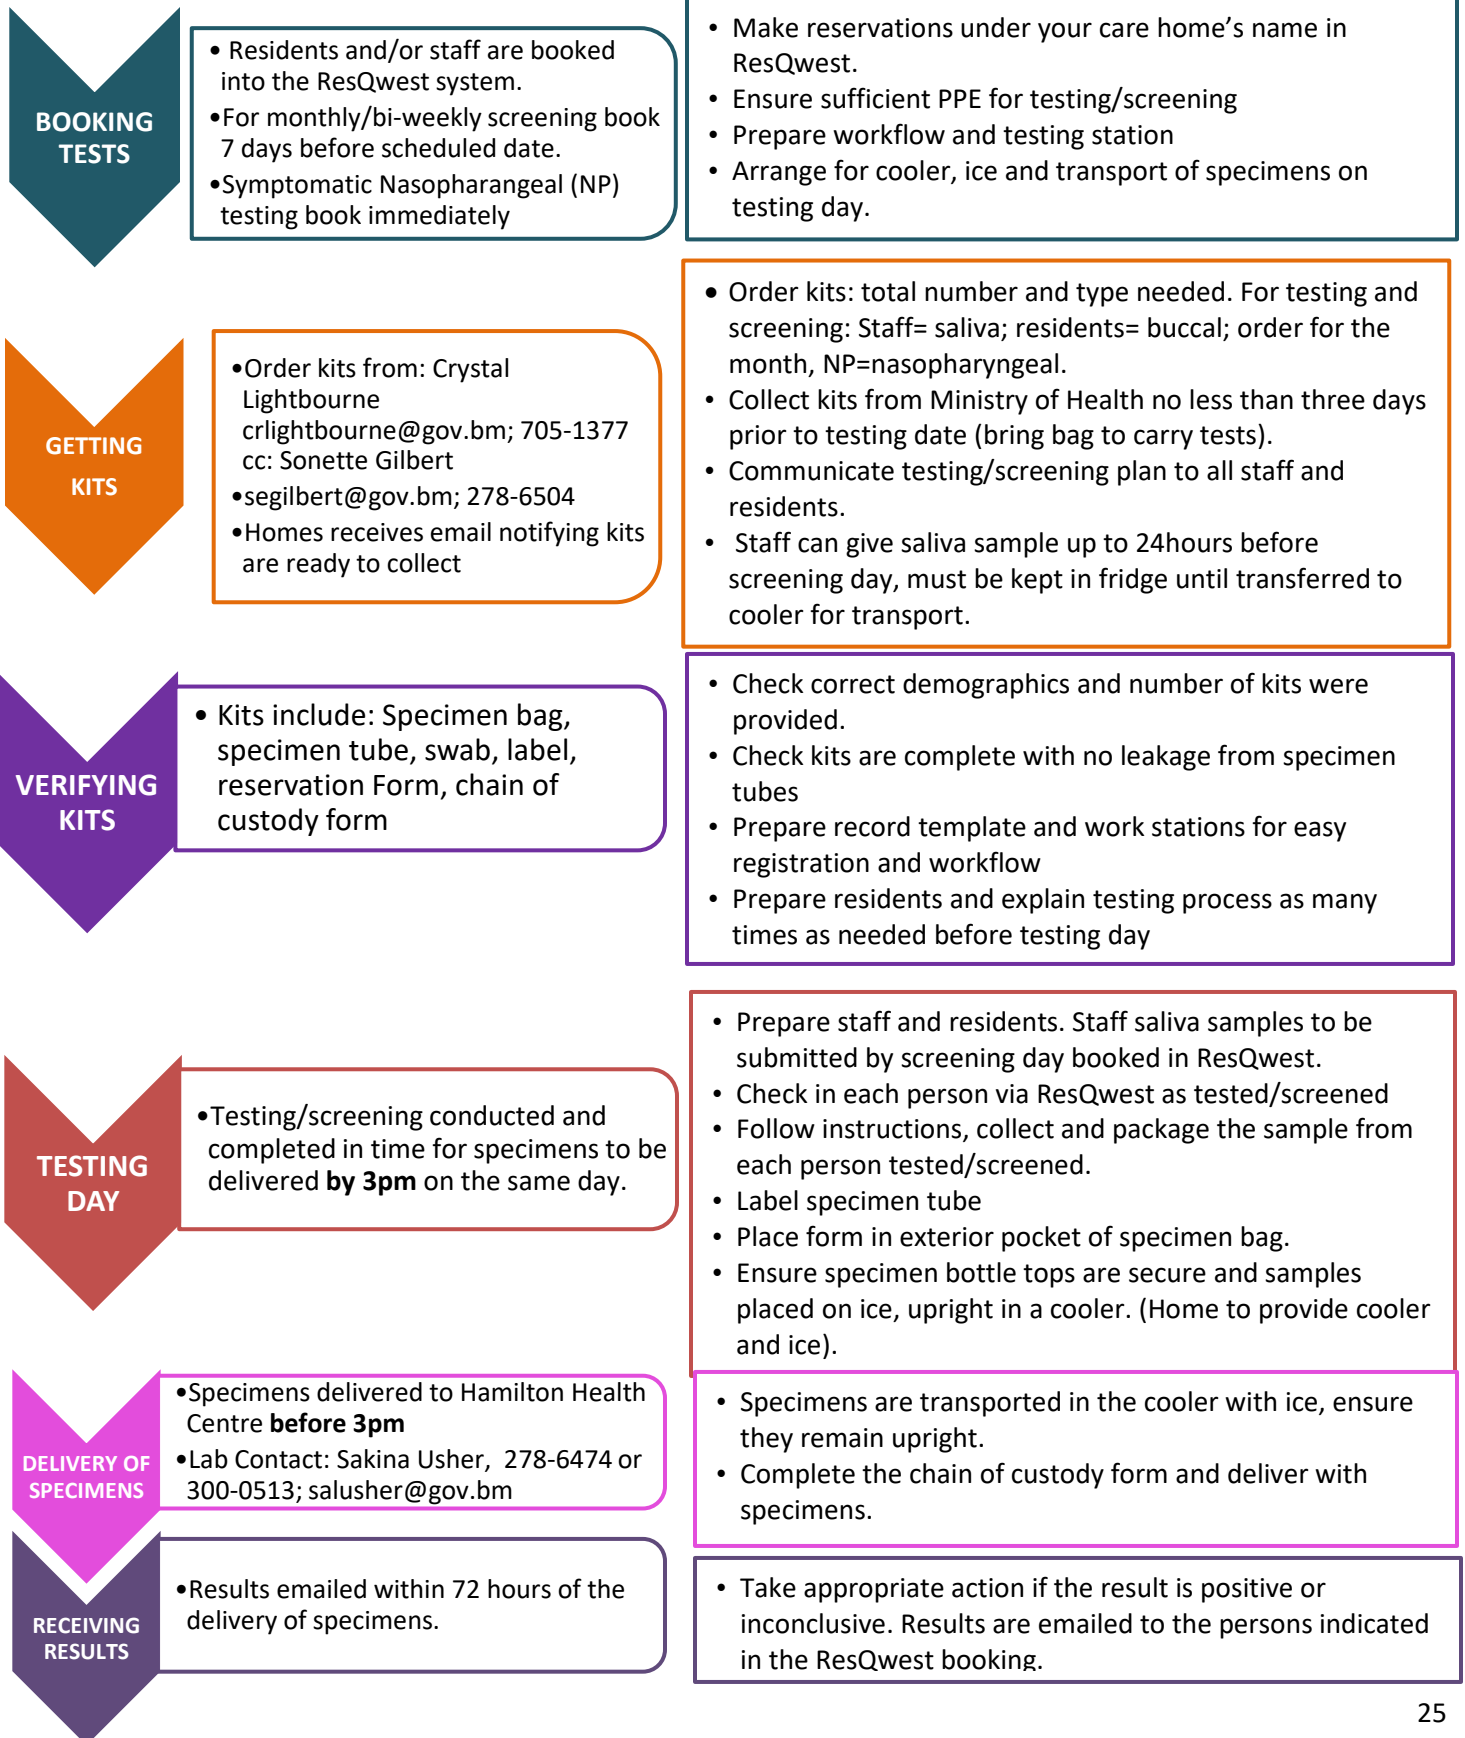 BOOKING
TESTS
• Residents and/or staff are booked
into the ResQwest system.
•For monthly/bi-weekly screening book
7 days before scheduled date.
•Symptomatic Nasopharangeal (NP)
testing book immediately
• Make reservations under your care home’s name in
ResQwest.
• Ensure sufficient PPE for testing/screening
• Prepare workflow and testing station
• Arrange for cooler, ice and transport of specimens on
testing day.
GETTING
KITS
•Order kits from: Crystal
Lightbourne
crlightbourne@gov.bm; 705-1377
cc: Sonette Gilbert
•segilbert@gov.bm; 278-6504
•Homes receives email notifying kits
are ready to collect
• Order kits: total number and type needed. For testing and
screening: Staff= saliva; residents= buccal; order for the
month, NP=nasopharyngeal.
• Collect kits from Ministry of Health no less than three days
prior to testing date (bring bag to carry tests).
• Communicate testing/screening plan to all staff and
residents.
• Staff can give saliva sample up to 24hours before
screening day, must be kept in fridge until transferred to
cooler for transport.
VERIFYING
KITS
• Kits include: Specimen bag,
specimen tube, swab, label,
reservation Form, chain of
custody form
• Check correct demographics and number of kits were
provided.
• Check kits are complete with no leakage from specimen
tubes
• Prepare record template and work stations for easy
registration and workflow
• Prepare residents and explain testing process as many
times as needed before testing day
TESTING
DAY
•Testing/screening conducted and
completed in time for specimens to be
delivered by 3pm on the same day.
• Prepare staff and residents. Staff saliva samples to be
submitted by screening day booked in ResQwest.
• Check in each person via ResQwest as tested/screened
• Follow instructions, collect and package the sample from
each person tested/screened.
• Label specimen tube
• Place form in exterior pocket of specimen bag.
• Ensure specimen bottle tops are secure and samples
placed on ice, upright in a cooler. (Home to provide cooler
and ice).
DELIVERY OF
SPECIMENS
•Specimens delivered to Hamilton Health
Centre before 3pm
•Lab Contact: Sakina Usher, 278-6474 or
300-0513; salusher@gov.bm
• Specimens are transported in the cooler with ice, ensure
they remain upright.
• Complete the chain of custody form and deliver with
specimens.
RECEIVING
RESULTS
•Results emailed within 72 hours of the
delivery of specimens.
• Take appropriate action if the result is positive or
inconclusive. Results are emailed to the persons indicated
in the ResQwest booking.
25